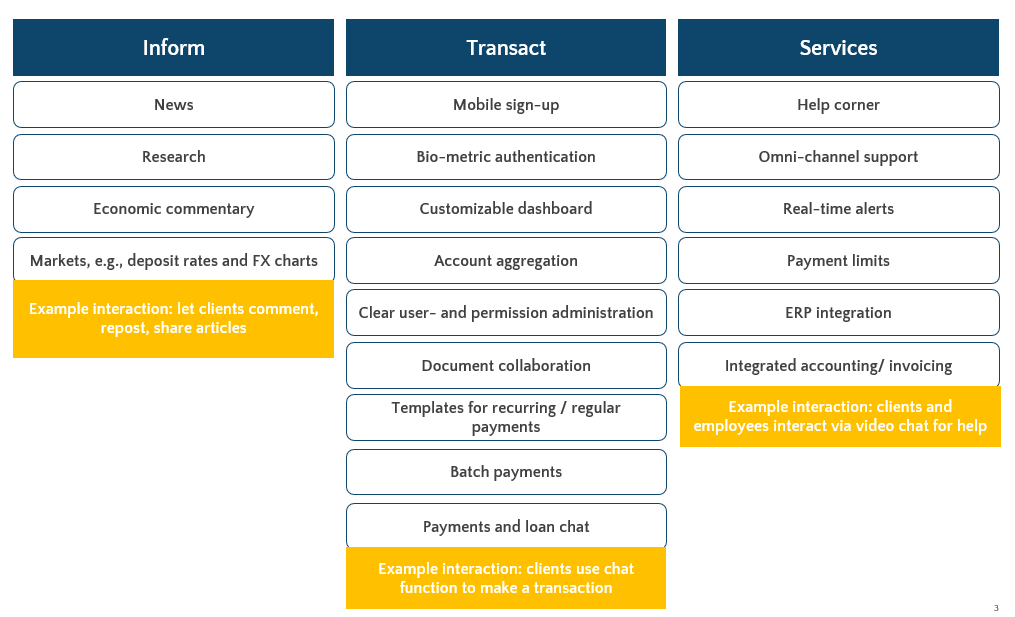 Inform
News
Research
Economic commentary
Markets, e.g., deposit rates and FX charts
Example interaction: let clients comment,
repost, share articles
Transact
Mobile sign-up
Bio-metric authentication
Customizable dashboard
Account aggregation
Clear user- and permission administration
Document collaboration
Templates for recurring / regular
payments
Batch payments
Payments and loan chat
Example interaction: clients use chat
function to make a transaction
Services
Help corner
Omni-channel support
Real-time alerts
Payment limits
ERP integration
Integrated accounting/ invoicing
Example interaction: clients and
employees interact via video chat for help
3